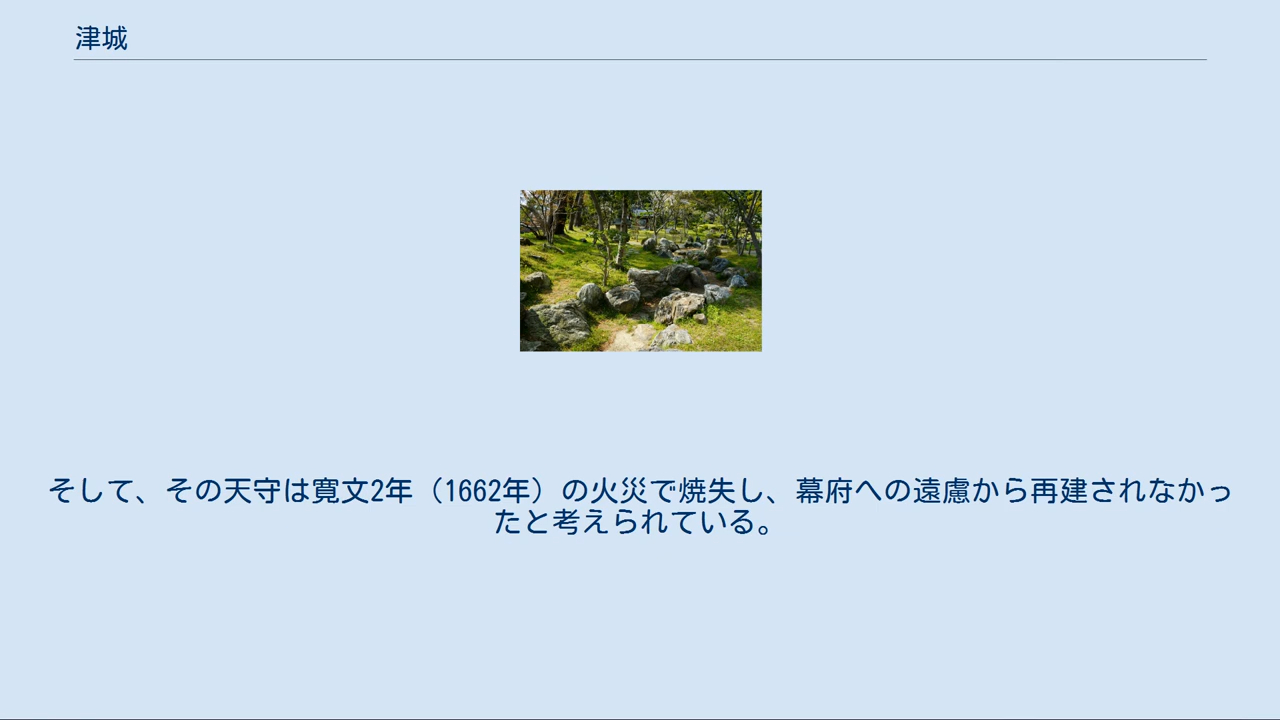 津城
そして、その天守は寛文2年（1662年）の火災で焼失し、幕府への遠慮から再建されなかっ
たと考えられている。